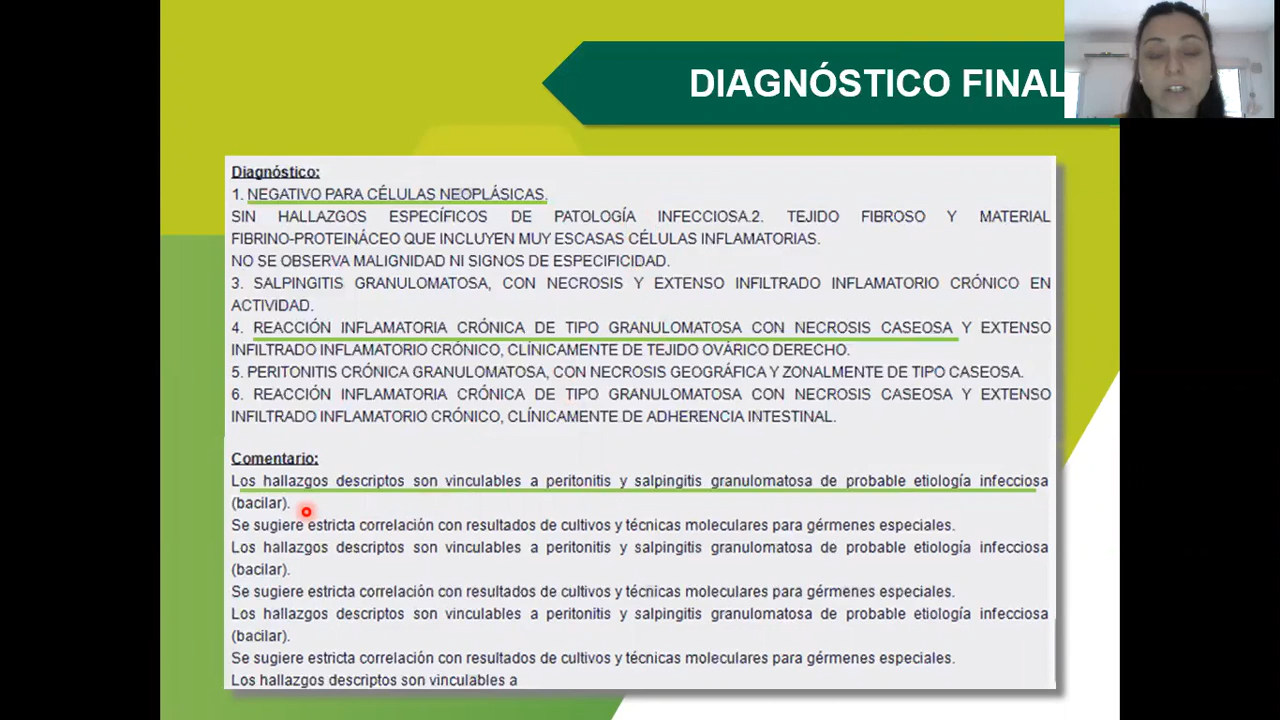 DIAGNÓSTICO FINAL
Diagnóstico:
1. NEGATIVO PARA CÉLULAS NEOPLÁSICAS.
SIN HALLAZGOS ESPECÍFICOS DE PATOLOGÍA INFECCIOSA.2. TEJIDO FIBROSO Y MATERIAL
FIBRINO-PROTEINÁCEO QUE INCLUYEN MUY ESCASAS CÉLULAS INFLAMATORIAS.
NO SE OBSERVA MALIGNIDAD NI SIGNOS DE ESPECIFICIDAD.
3. SALPINGITIS GRANULOMATOSA, CON NECROSIS Y EXTENSO INFILTRADO INFLAMATORIO CRÓNICO EN
ACTIVIDAD.
4. REACCIÓN INFLAMATORIA CRÓNICA DE TIPO GRANULOMATOSA CON NECROSIS CASEOSA Y EXTENSO
INFILTRADO INFLAMATORIO CRÓNICO, CLÍNICAMENTE DE TEJIDO OVÁRICO DERECHO.
5. PERITONITIS CRÓNICA GRANULOMATOSA, CON NECROSIS GEOGRÁFICA Y ZONALMENTE DE TIPO CASEOSA.
6. REACCIÓN INFLAMATORIA CRÓNICA DE TIPO GRANULOMATOSA CON NECROSIS CASEOSA Y EXTENSO
INFILTRADO INFLAMATORIO CRÓNICO, CLÍNICAMENTE DE ADHERENCIA INTESTINAL.
Comentario:
Los hallazgos descriptos son vinculables a peritonitis y salpingitis granulomatosa de probable etiología infecciosa
(bacilar).
Se sugiere estricta correlación con resultados de cultivos y técnicas moleculares para gérmenes especiales.
Los hallazgos descriptos son vinculables a peritonitis y salpingitis granulomatosa de probable etiología infecciosa
(bacilar).
Se sugiere estricta correlación con resultados de cultivos y técnicas moleculares para gérmenes especiales.
Los hallazgos descriptos son vinculables a peritonitis y salpingitis granulomatosa de probable etiología infecciosa
(bacilar).
Se sugiere estricta correlación con resultados de cultivos y técnicas moleculares para gérmenes especiales.
Los hallazgos descriptos son vinculables a